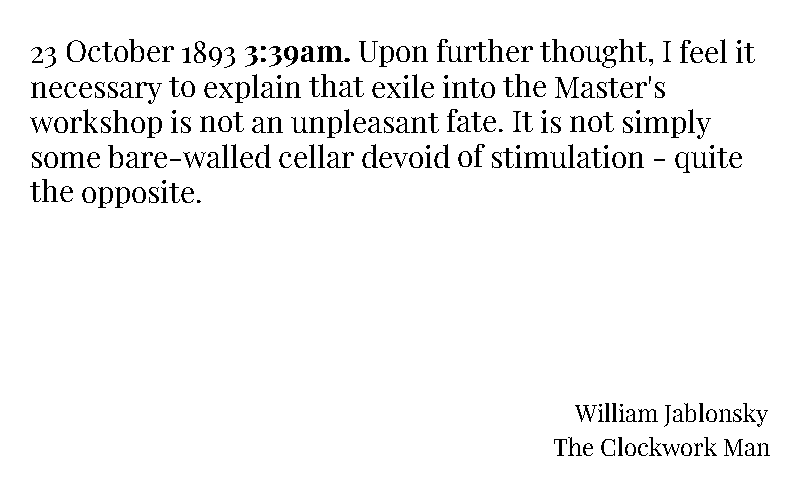 23 October 1893 3:39am. Upon further thought, I feel it
necessary to explain that exile into the Master's
workshop is not an unpleasant fate. It is not simply
some bare-walled cellar devoid of stimulation - quite
the opposite.
William Jablonsky
The Clockwork Man